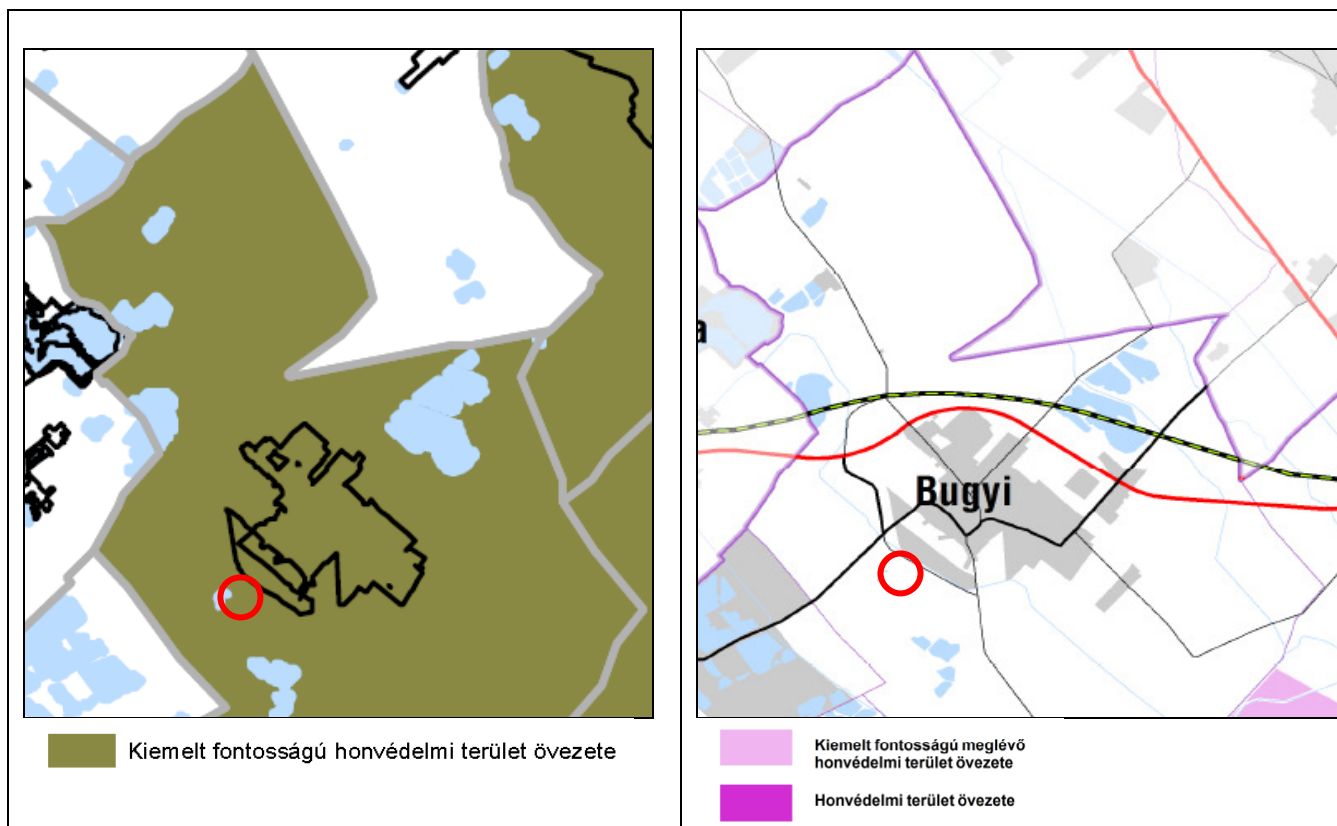 a
Bugyi
Kiemelt fontosságú honvédelmi terület övezete
Kiemelt fontosságú meglévő
honvédelmi terület övezete
Honvédelmi terület övezete